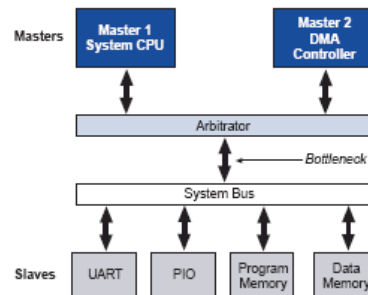 Masters
Master 1
System CPU
Master 2
DMA
Controller
Arbitrator
Bottleneck
System Bus
Slaves
UART
PIO
Program
Memory
Data
Memory